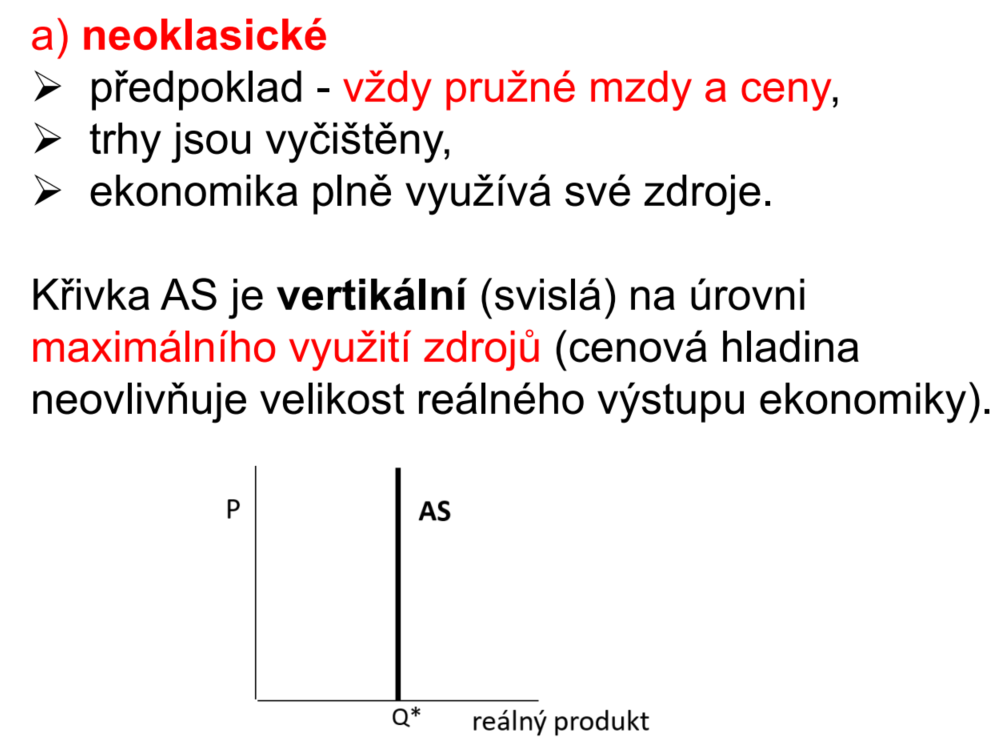 a) neoklasické
➢ předpoklad - vždy pružné mzdy a ceny,
➢ trhy jsou vyčištěny,
➢ ekonomika plně využívá své zdroje.
Křivka AS je vertikální (svislá) na úrovni
maximálního využití zdrojů (cenová hladina
neovlivňuje velikost reálného výstupu ekonomiky).
P
AS
Q*
reálný produkt